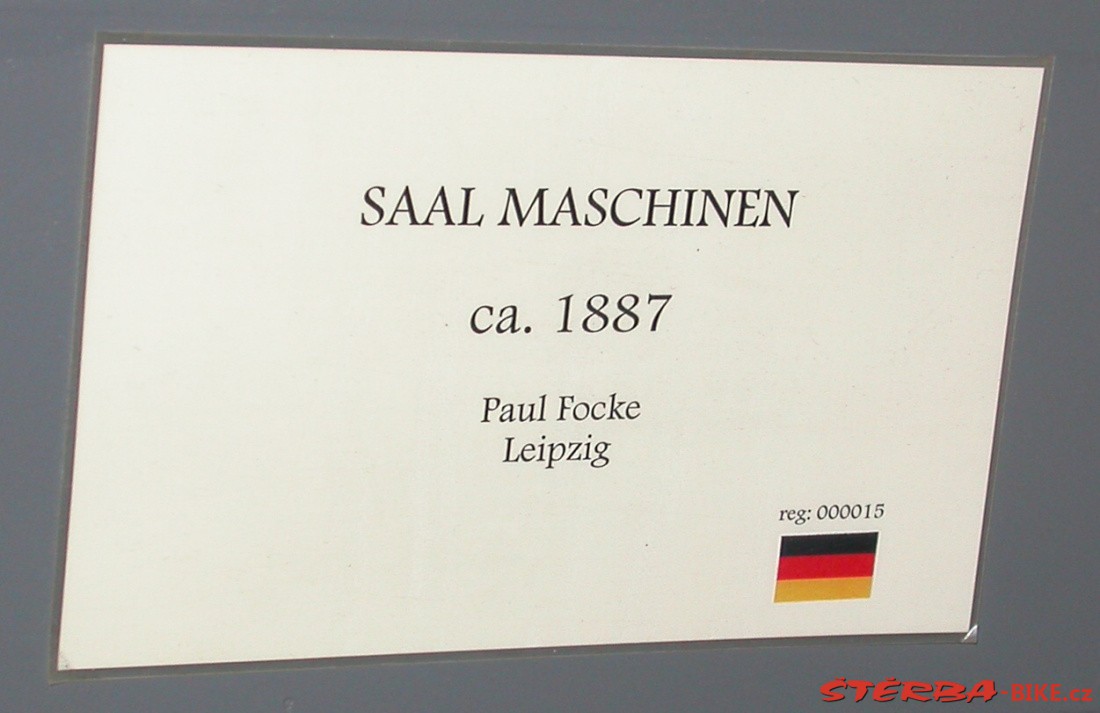 SAAL MASCHINEN
ca. 1887
Paul Focke
Leipzig
reg: 000015
ŠTĚRBA-BIKE.cz